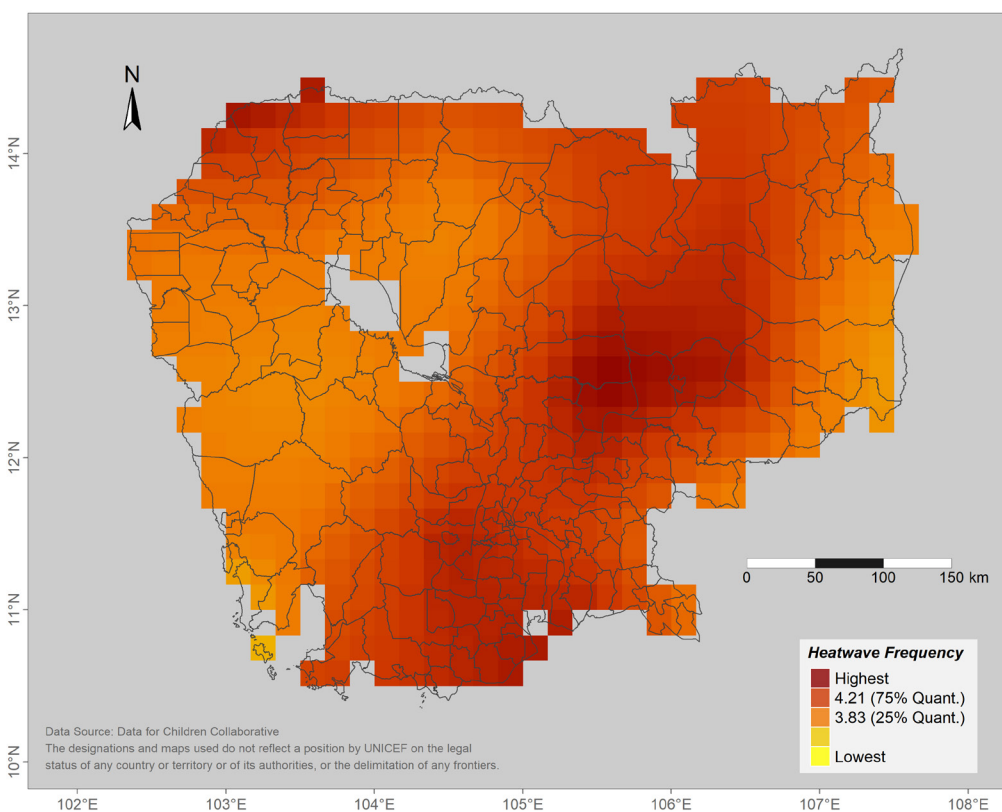 N
14°N
13°N
12°N
11°N
10°N
0 50 100 150 km
Heatwave Frequency
Highest
4.21 (75% Quant.)
3.83 (25% Quant.)
Lowest
Data Source: Data for Children Collaborative
The designations and maps used do not reflect a position by UNICEF on the legal
status of any country or territory or of its authorities, or the delimitation of any frontiers.
102°E 103°E 104°E 105°E 106°E 107°E 108°E